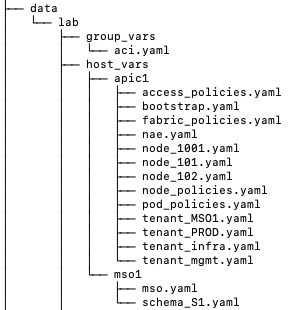 ├── data
│   └── lab
│       ├── group_vars
│       │   └── aci.yaml
│       ├── host_vars
│       │   ├── apic1
│       │   │   ├── access_policies.yaml
│       │   │   ├── bootstrap.yaml
│       │   │   ├── fabric_policies.yaml
│       │   │   ├── nae.yaml
│       │   │   ├── node_1001.yaml
│       │   │   ├── node_101.yaml
│       │   │   ├── node_102.yaml
│       │   │   ├── node_policies.yaml
│       │   │   ├── pod_policies.yaml
│       │   │   ├── tenant_MSO1.yaml
│       │   │   ├── tenant_PROD.yaml
│       │   │   ├── tenant_infra.yaml
│       │   │   └── tenant_mgmt.yaml
│       │   └── mso1
│       │       ├── mso.yaml
│       │       └── schema_S1.yaml